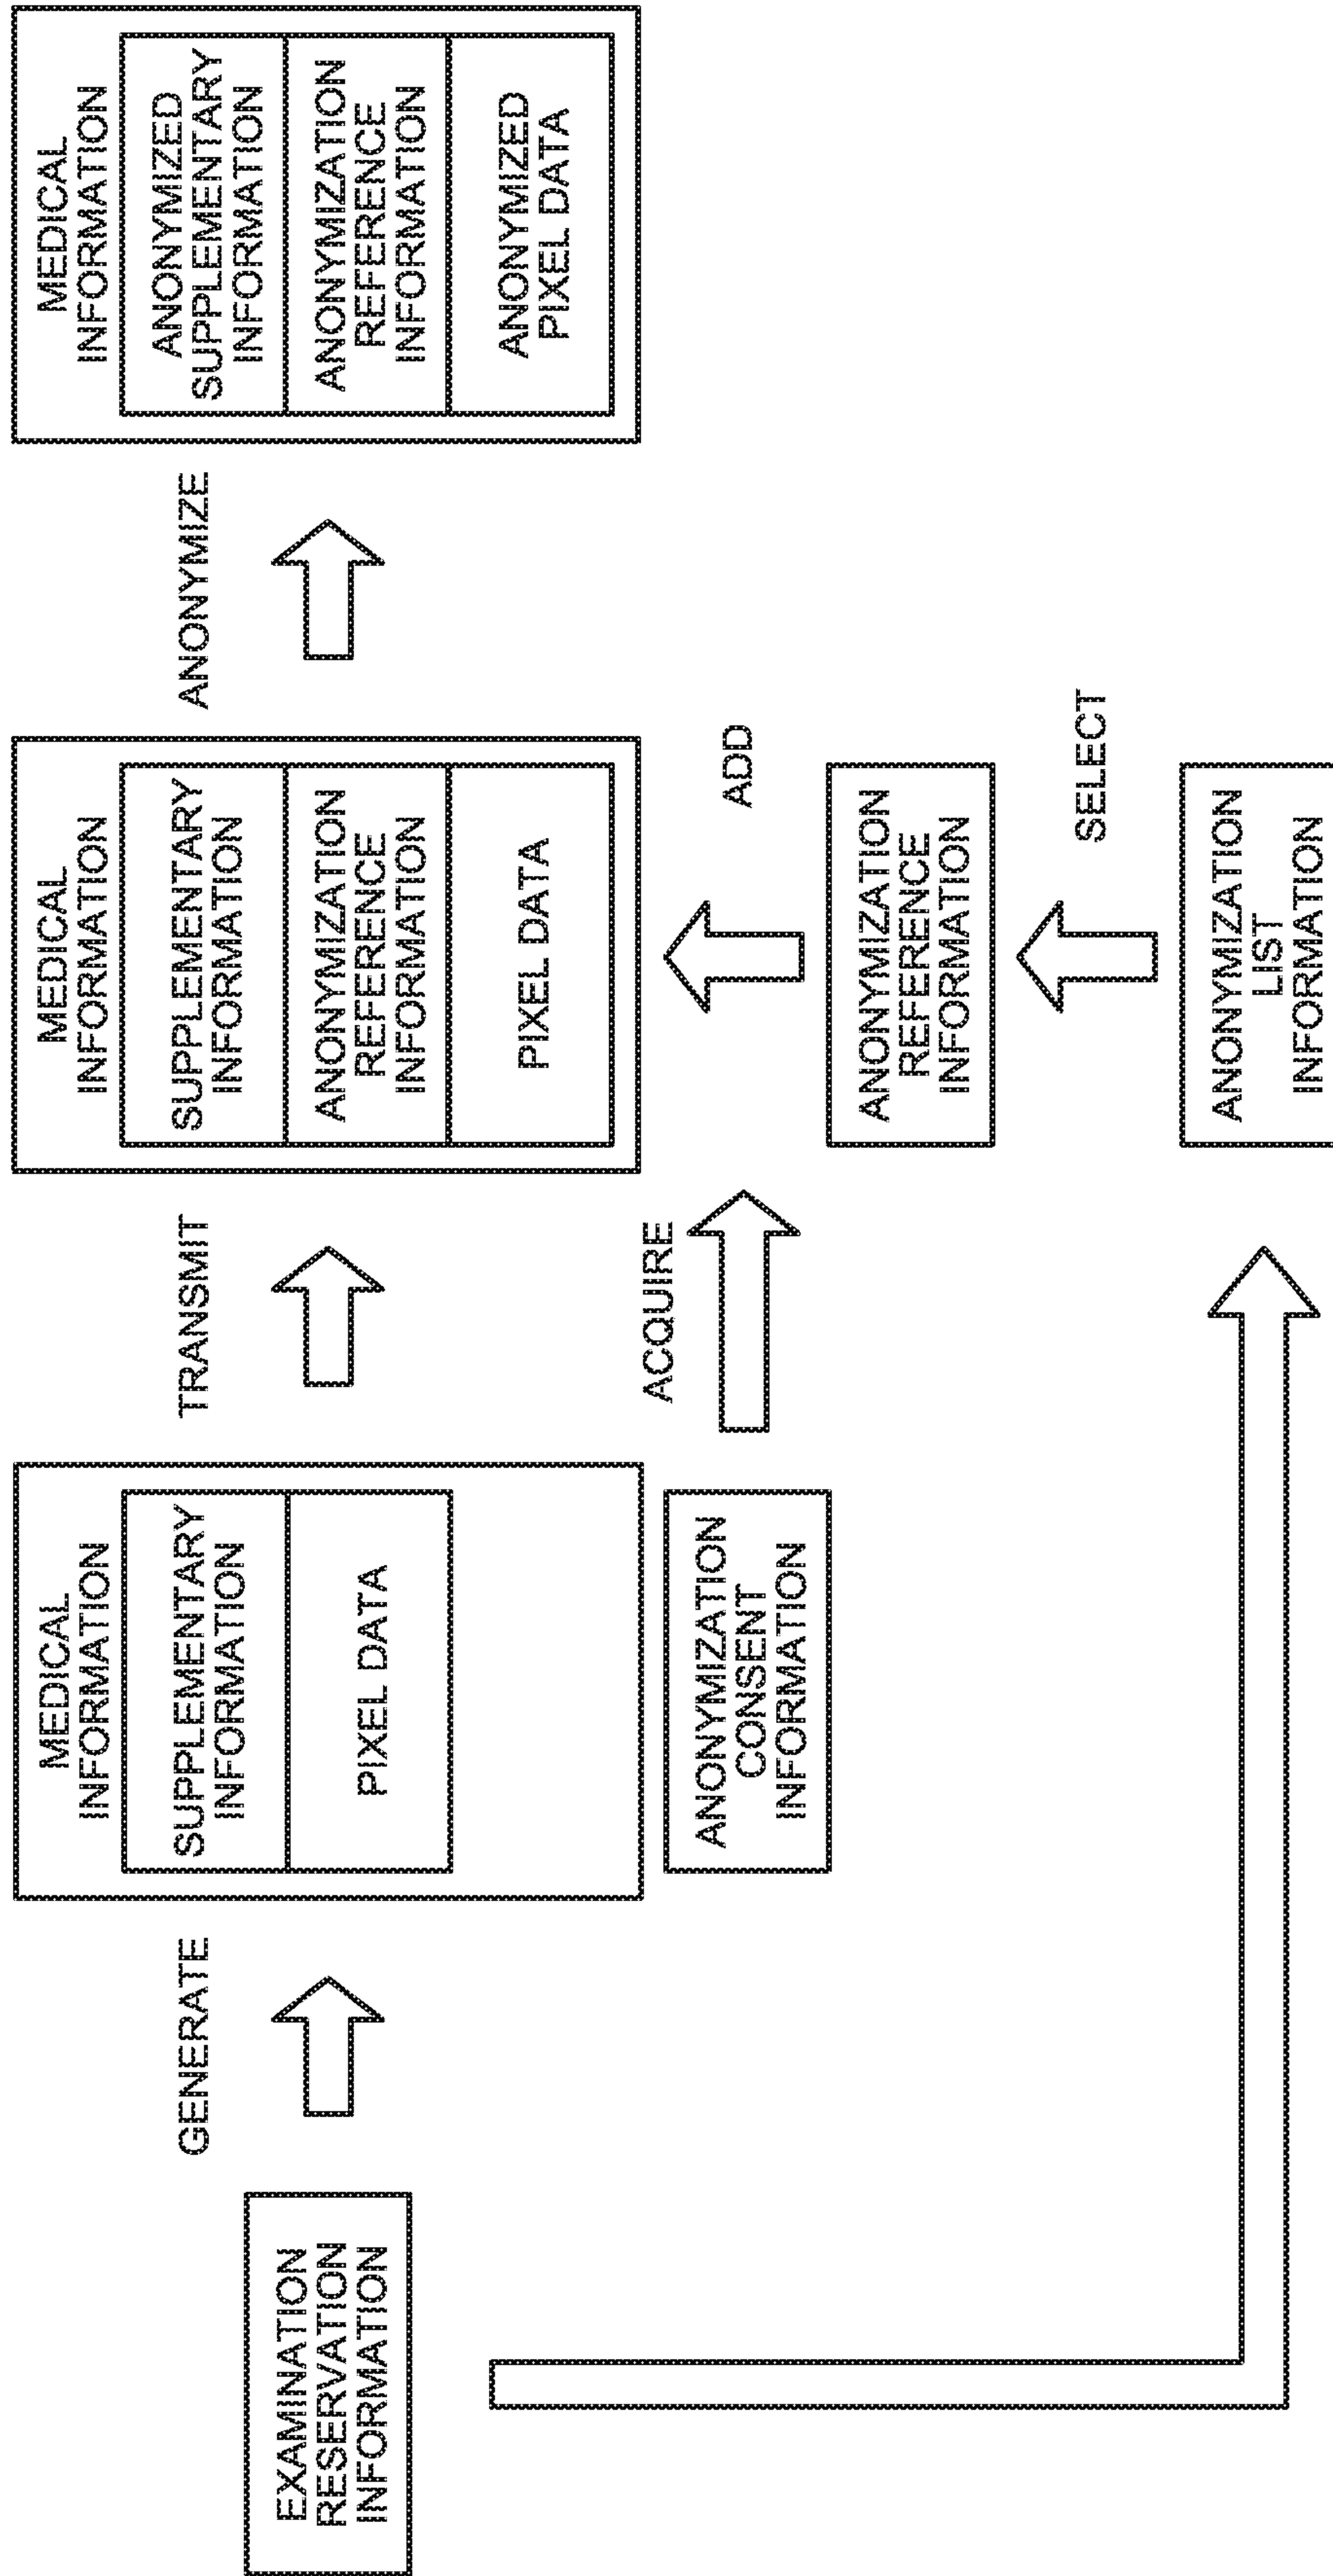 EXAMINATION
RESERVATION
INFORMATION
GENERATE
MEDICAL
INFORMATION
SUPPLEMENTARY
INFORMATION
PIXEL DATA
ANONYMIZATION
CONSENT
INFORMATION
TRANSMIT
ACQUIRE
MEDICAL
INFORMATION
SUPPLEMENTARY
INFORMATION
ANONYMIZATION
REFERENCE
INFORMATION
PIXEL DATA
ADD
ANONYMIZATION
REFERENCE
INFORMATION
SELECT
ANONYMIZATION
LIST
INFORMATION
ANONYMIZE
MEDICAL
INFORMATION
ANONYMIZED
SUPPLEMENTARY
INFORMATION
ANONYMIZATION
REFERENCE
INFORMATION
ANONYMIZED
PIXEL DATA